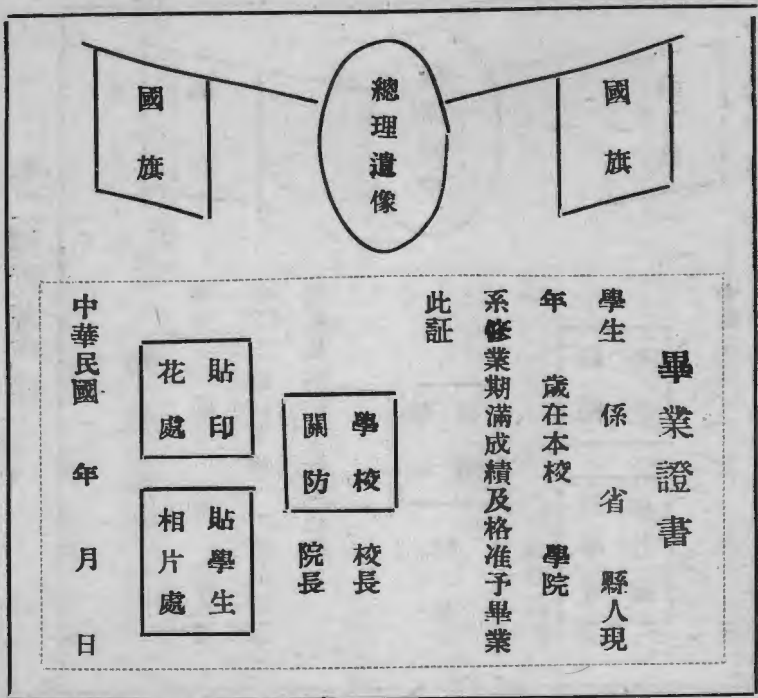 國旗
總理遺像
國旗
畢業證書
學生 係 省 縣人現
年 歲在本校 學院
系修業期滿成績及格准予畢業
此証
學校
關防
校長
院長
貼印
花處
貼學生
相片處
中華民國 年 月 日